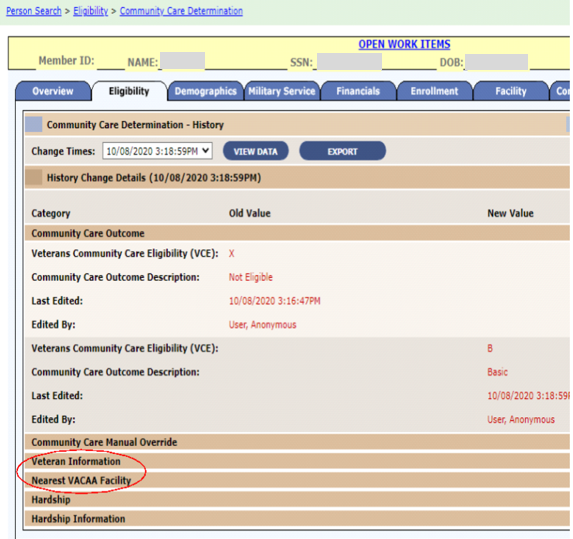 Person Search > Eligibility > Community Care Determination
OPEN WORK ITEMS
Member ID: NAME: SSN: DOB:
Overview Eligibility Demographics Military Service Financials Enrollment Facility
Community Care Determination - History
Change Times: 10/08/2020 3:18:59PM VIEW DATA EXPORT
History Change Details (10/08/2020 3:18:59PM)
Category Old Value New Value
Community Care Outcome
Veterans Community Care Eligibility (VCE): X
Community Care Outcome Description: Not Eligible
Last Edited: 10/08/2020 3:16:47PM
Edited By: User, Anonymous
Veterans Community Care Eligibility (VCE): B
Community Care Outcome Description: Basic
Last Edited: 10/08/2020 3:18:59
Edited By: User, Anonymous
Community Care Manual Override
Veteran Information
Nearest VACAA Facility
Hardship
Hardship Information